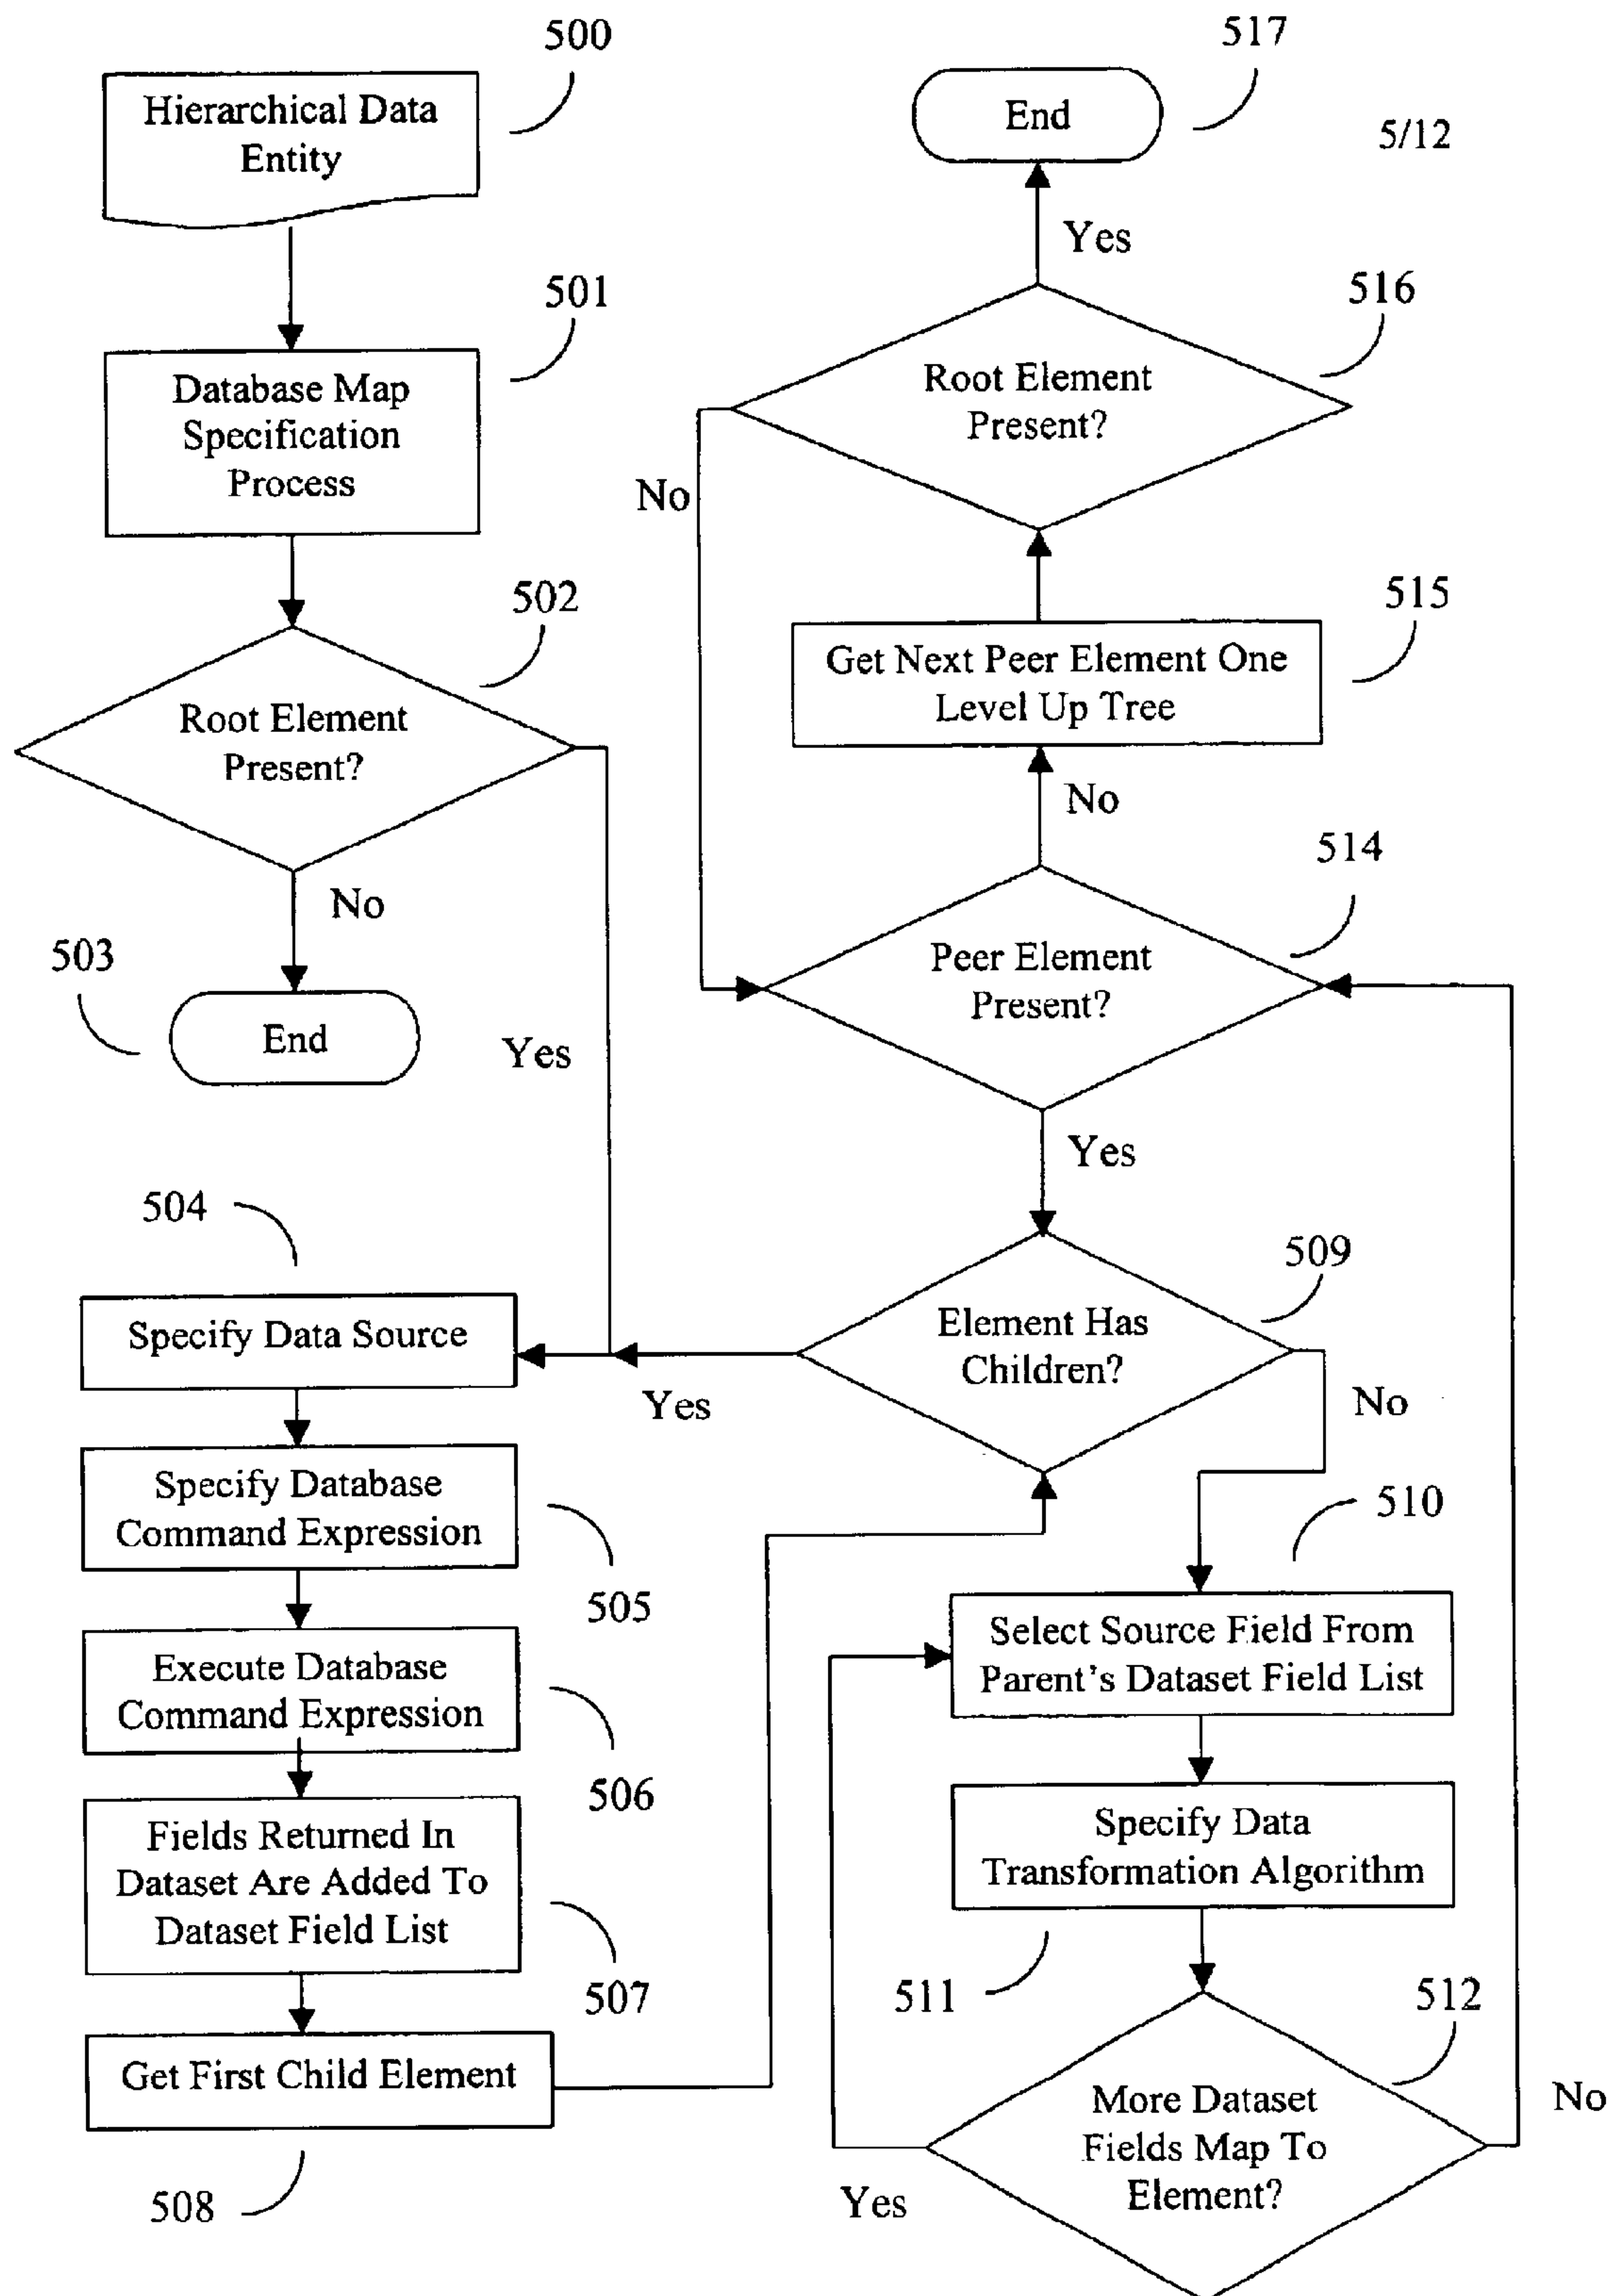 500
Hierarchical Data
Entity
501
Database Map
Specification
Process
502
Root Element
Present?
No
503
End
Yes
504
Specify Data Source
Specify Database
Command Expression
505
Execute Database
Command Expression
506
Fields Returned In
Dataset Are Added To
Dataset Field List
507
Get First Child Element
508
517
End
5/12
Yes
516
Root Element
Present?
No
515
Get Next Peer Element One
Level Up Tree
No
514
Peer Element
Present?
Yes
509
Element Has
Children?
Yes
No
510
Select Source Field From
Parent's Dataset Field List
Specify Data
Transformation Algorithm
511
512
More Dataset
Fields Map To
Element?
No
Yes